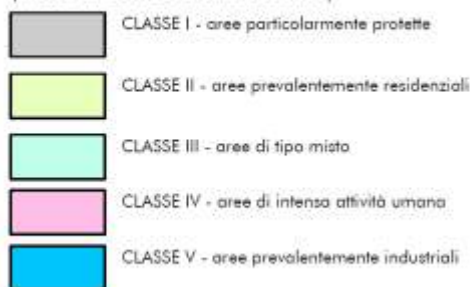 CLASSE I - aree particolarmente protette
CLASSE II - aree prevalentemente residenziali
CLASSE III - aree di tipo misto
CLASSE IV - aree di intensa attività umana
CLASSE V - aree prevalentemente industriali